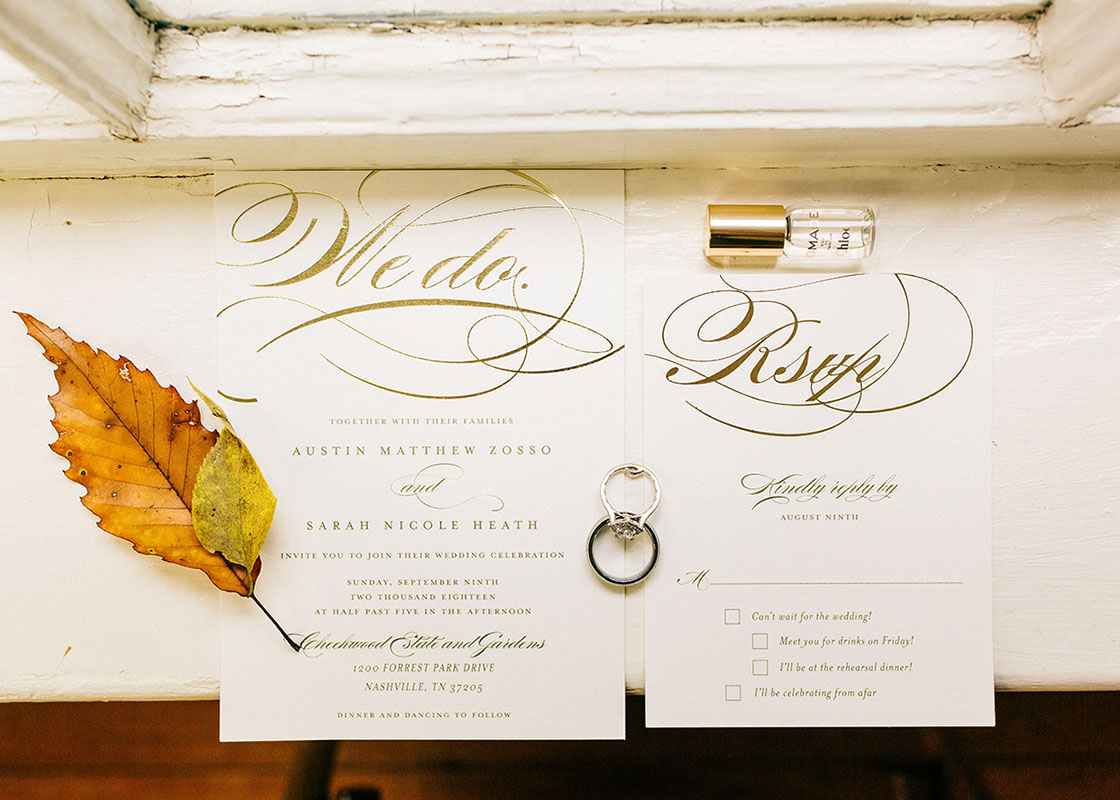 We do.
TOGETHER WITH THEIR FAMILIES
AUSTIN MATTHEW ZOSSO
and
SARAH NICOLE HEATH
INVITE YOU TO JOIN THEIR WEDDING CELEBRATION
SUNDAY, SEPTEMBER NINTH
TWO THOUSAND EIGHTEEN
AT HALF PAST FIVE IN THE AFTERNOON
Cheekwood Estate and Gardens
1200 FORREST PARK DRIVE
NASHVILLE, TN 37205
DINNER AND DANCING TO FOLLOW
Chloé
Rsvp
Kindly reply by
AUGUST NINTH
M
Can't wait for the wedding!
Meet you for drinks on Friday!
I'll be at the rehearsal dinner!
I'll be celebrating from afar